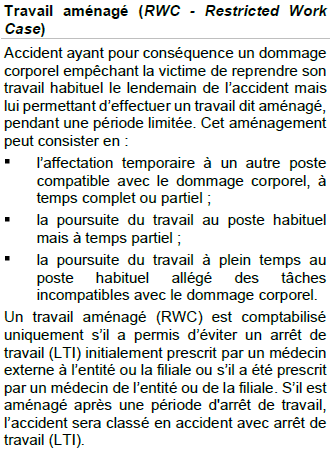 Travail aménagé (RWC - Restricted Work
Case)
Accident ayant pour conséquence un dommage
corporel empêchant la victime de reprendre son
travail habituel le lendemain de l'accident mais
lui permettant d'effectuer un travail dit aménagé,
pendant une période limitée. Cet aménagement
peut consister en :
▪ l'affectation temporaire à un autre poste
compatible avec le dommage corporel, à
temps complet ou partiel ;
▪ la poursuite du travail au poste habituel
mais à temps partiel ;
▪ la poursuite du travail à plein temps au
poste habituel allégé des tâches
incompatibles avec le dommage corporel.
Un travail aménagé (RWC) est comptabilisé
uniquement s'il a permis d'éviter un arrêt de
travail (LTI) initialement prescrit par un médecin
externe à l'entité ou la filiale ou s'il a été prescrit
par un médecin de l'entité ou de la filiale. S'il est
aménagé après une période d'arrêt de travail,
l'accident sera classé en accident avec arrêt de
travail (LTI).